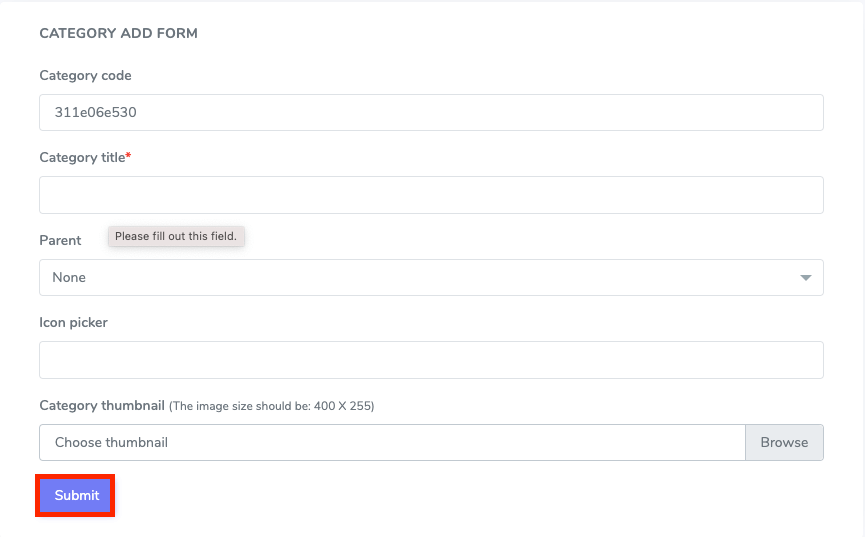 CATEGORY ADD FORM
Category code
311e06e530
Category title*
Please fill out this field.
Parent
None
Icon picker
Category thumbnail (The image size should be: 400 X 255)
Choose thumbnail Browse
Submit